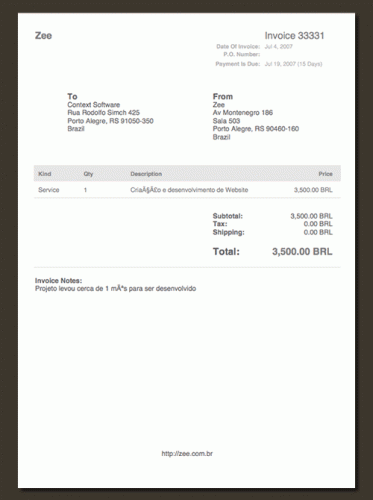 Zee
Invoice 33331
Date Of Invoice: Jul 4, 2007
P.O. Number:
Payment is Due: Jul 19, 2007 (15 Days)
To
Context Software
Rua Rodolfo Simch 425
Porto Alegre, RS 91050-350
Brazil
From
Zee
Av Montenegro 186
Sala 503
Porto Alegre, RS 90460-160
Brazil
Kind Qty Description Price
Service 1 CriaÃ§Ã£o e desenvolvimento de Website 3,500.00 BRL
Subtotal: 3,500.00 BRL
Tax: 0.00 BRL
Shipping: 0.00 BRL
Total: 3,500.00 BRL
Invoice Notes:
Projeto levou cerca de 1 mÃªs para ser desenvolvido
http://zee.com.br